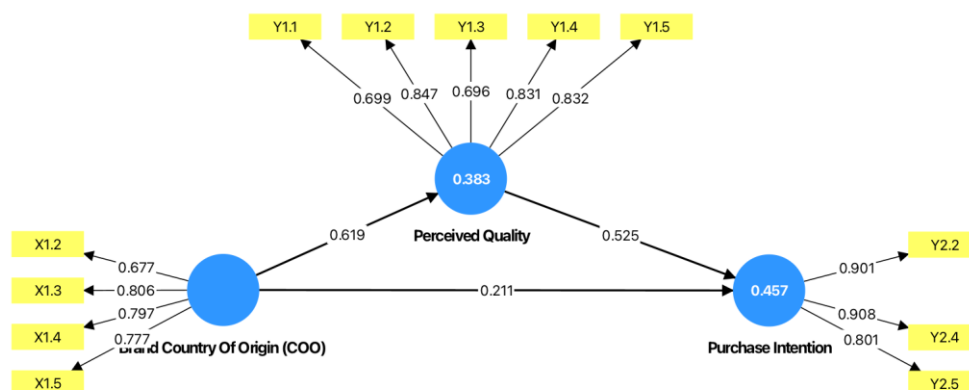 Y1.1 Y1.2 Y1.3 Y1.4 Y1.5
0.699 0.847 0.696 0.831 0.832
0.383
Perceived Quality
0.619 0.525
X1.2 Y2.2
0.677 0.901
X1.3 0.806 0.211 0.457
0.797 0.908
X1.4 Y2.4
0.777 0.801
Brand Country Of Origin (COO) Purchase Intention
X1.5 Y2.5